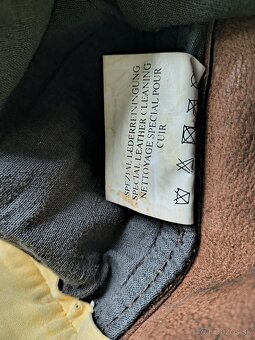 SPEZIAL LEDERREINIGUNG
SPECIAL LEATHER CLEANING
NETTOYAGE SPECIAL POUR
CUIR